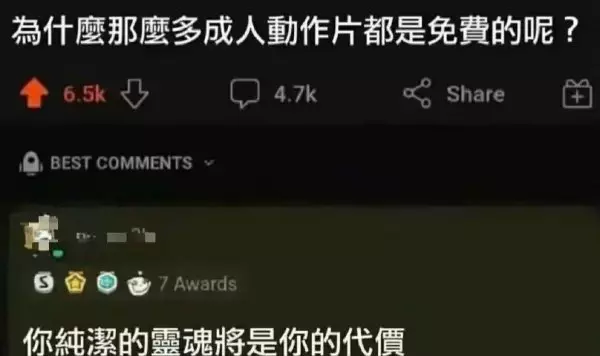 為什麼那麼多成人動作片都是免費的呢？
6.5k 4.7k Share
BEST COMMENTS
7 Awards
你純潔的靈魂將是你的代價